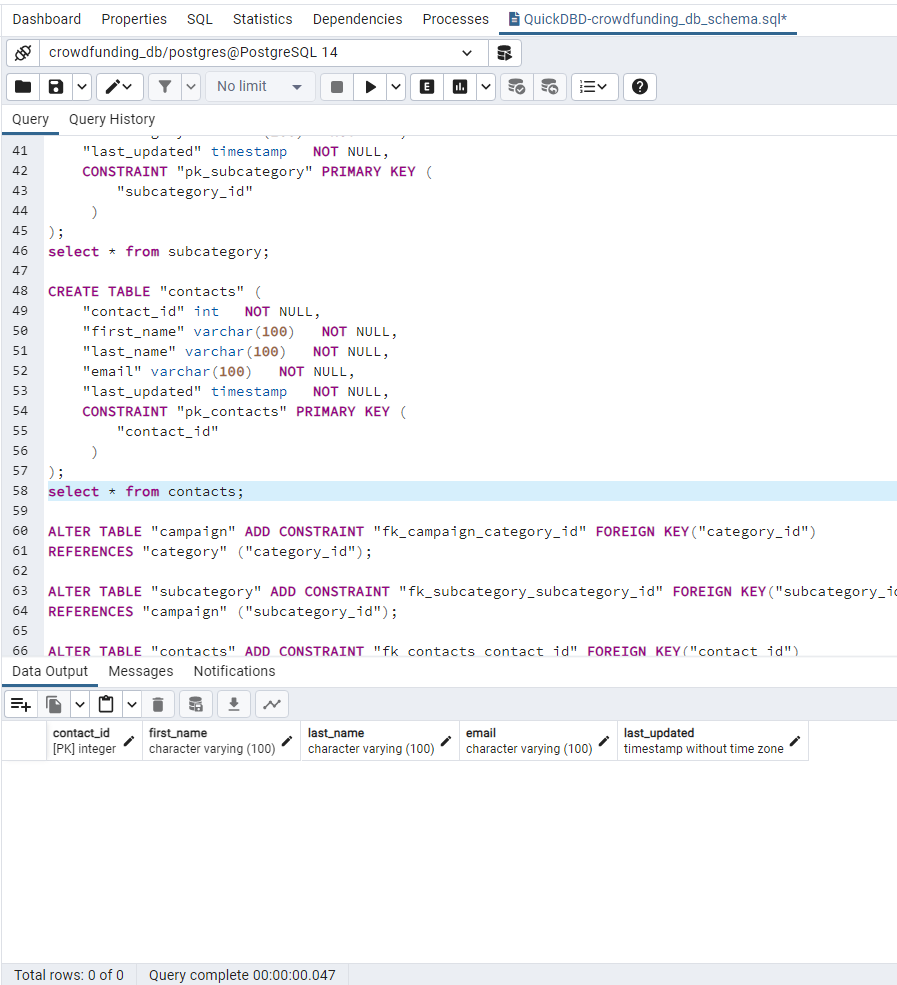 Dashboard Properties SQL Statistics Dependencies Processes QuickDBD-crowdfunding_db_schema.sql*
crowdfunding_db/postgres@PostgreSQL 14
No limit E
Query Query History
41 "last_updated" timestamp NOT NULL,
42 CONSTRAINT "pk_subcategory" PRIMARY KEY (
43 "subcategory_id"
44 )
45 );
46 select * from subcategory;
47
48 CREATE TABLE "contacts" (
49 "contact_id" int NOT NULL,
50 "first_name" varchar(100) NOT NULL,
51 "last_name" varchar(100) NOT NULL,
52 "email" varchar(100) NOT NULL,
53 "last_updated" timestamp NOT NULL,
54 CONSTRAINT "pk_contacts" PRIMARY KEY (
55 "contact_id"
56 )
57 );
58 select * from contacts;
59
60 ALTER TABLE "campaign" ADD CONSTRAINT "fk_campaign_category_id" FOREIGN KEY("category_id")
61 REFERENCES "category" ("category_id");
62
63 ALTER TABLE "subcategory" ADD CONSTRAINT "fk_subcategory_subcategory_id" FOREIGN KEY("subcategory_id
64 REFERENCES "campaign" ("subcategory_id");
65
66 ALTER TABLE "contacts" ADD CONSTRAINT "fk_contacts_contact_id" FOREIGN KEY("contact_id")
Data Output Messages Notifications
contact_id first_name last_name email last_updated
[PK] integer character varying (100) character varying (100) character varying (100) timestamp without time zone
Total rows: 0 of 0 Query complete 00:00:00.047